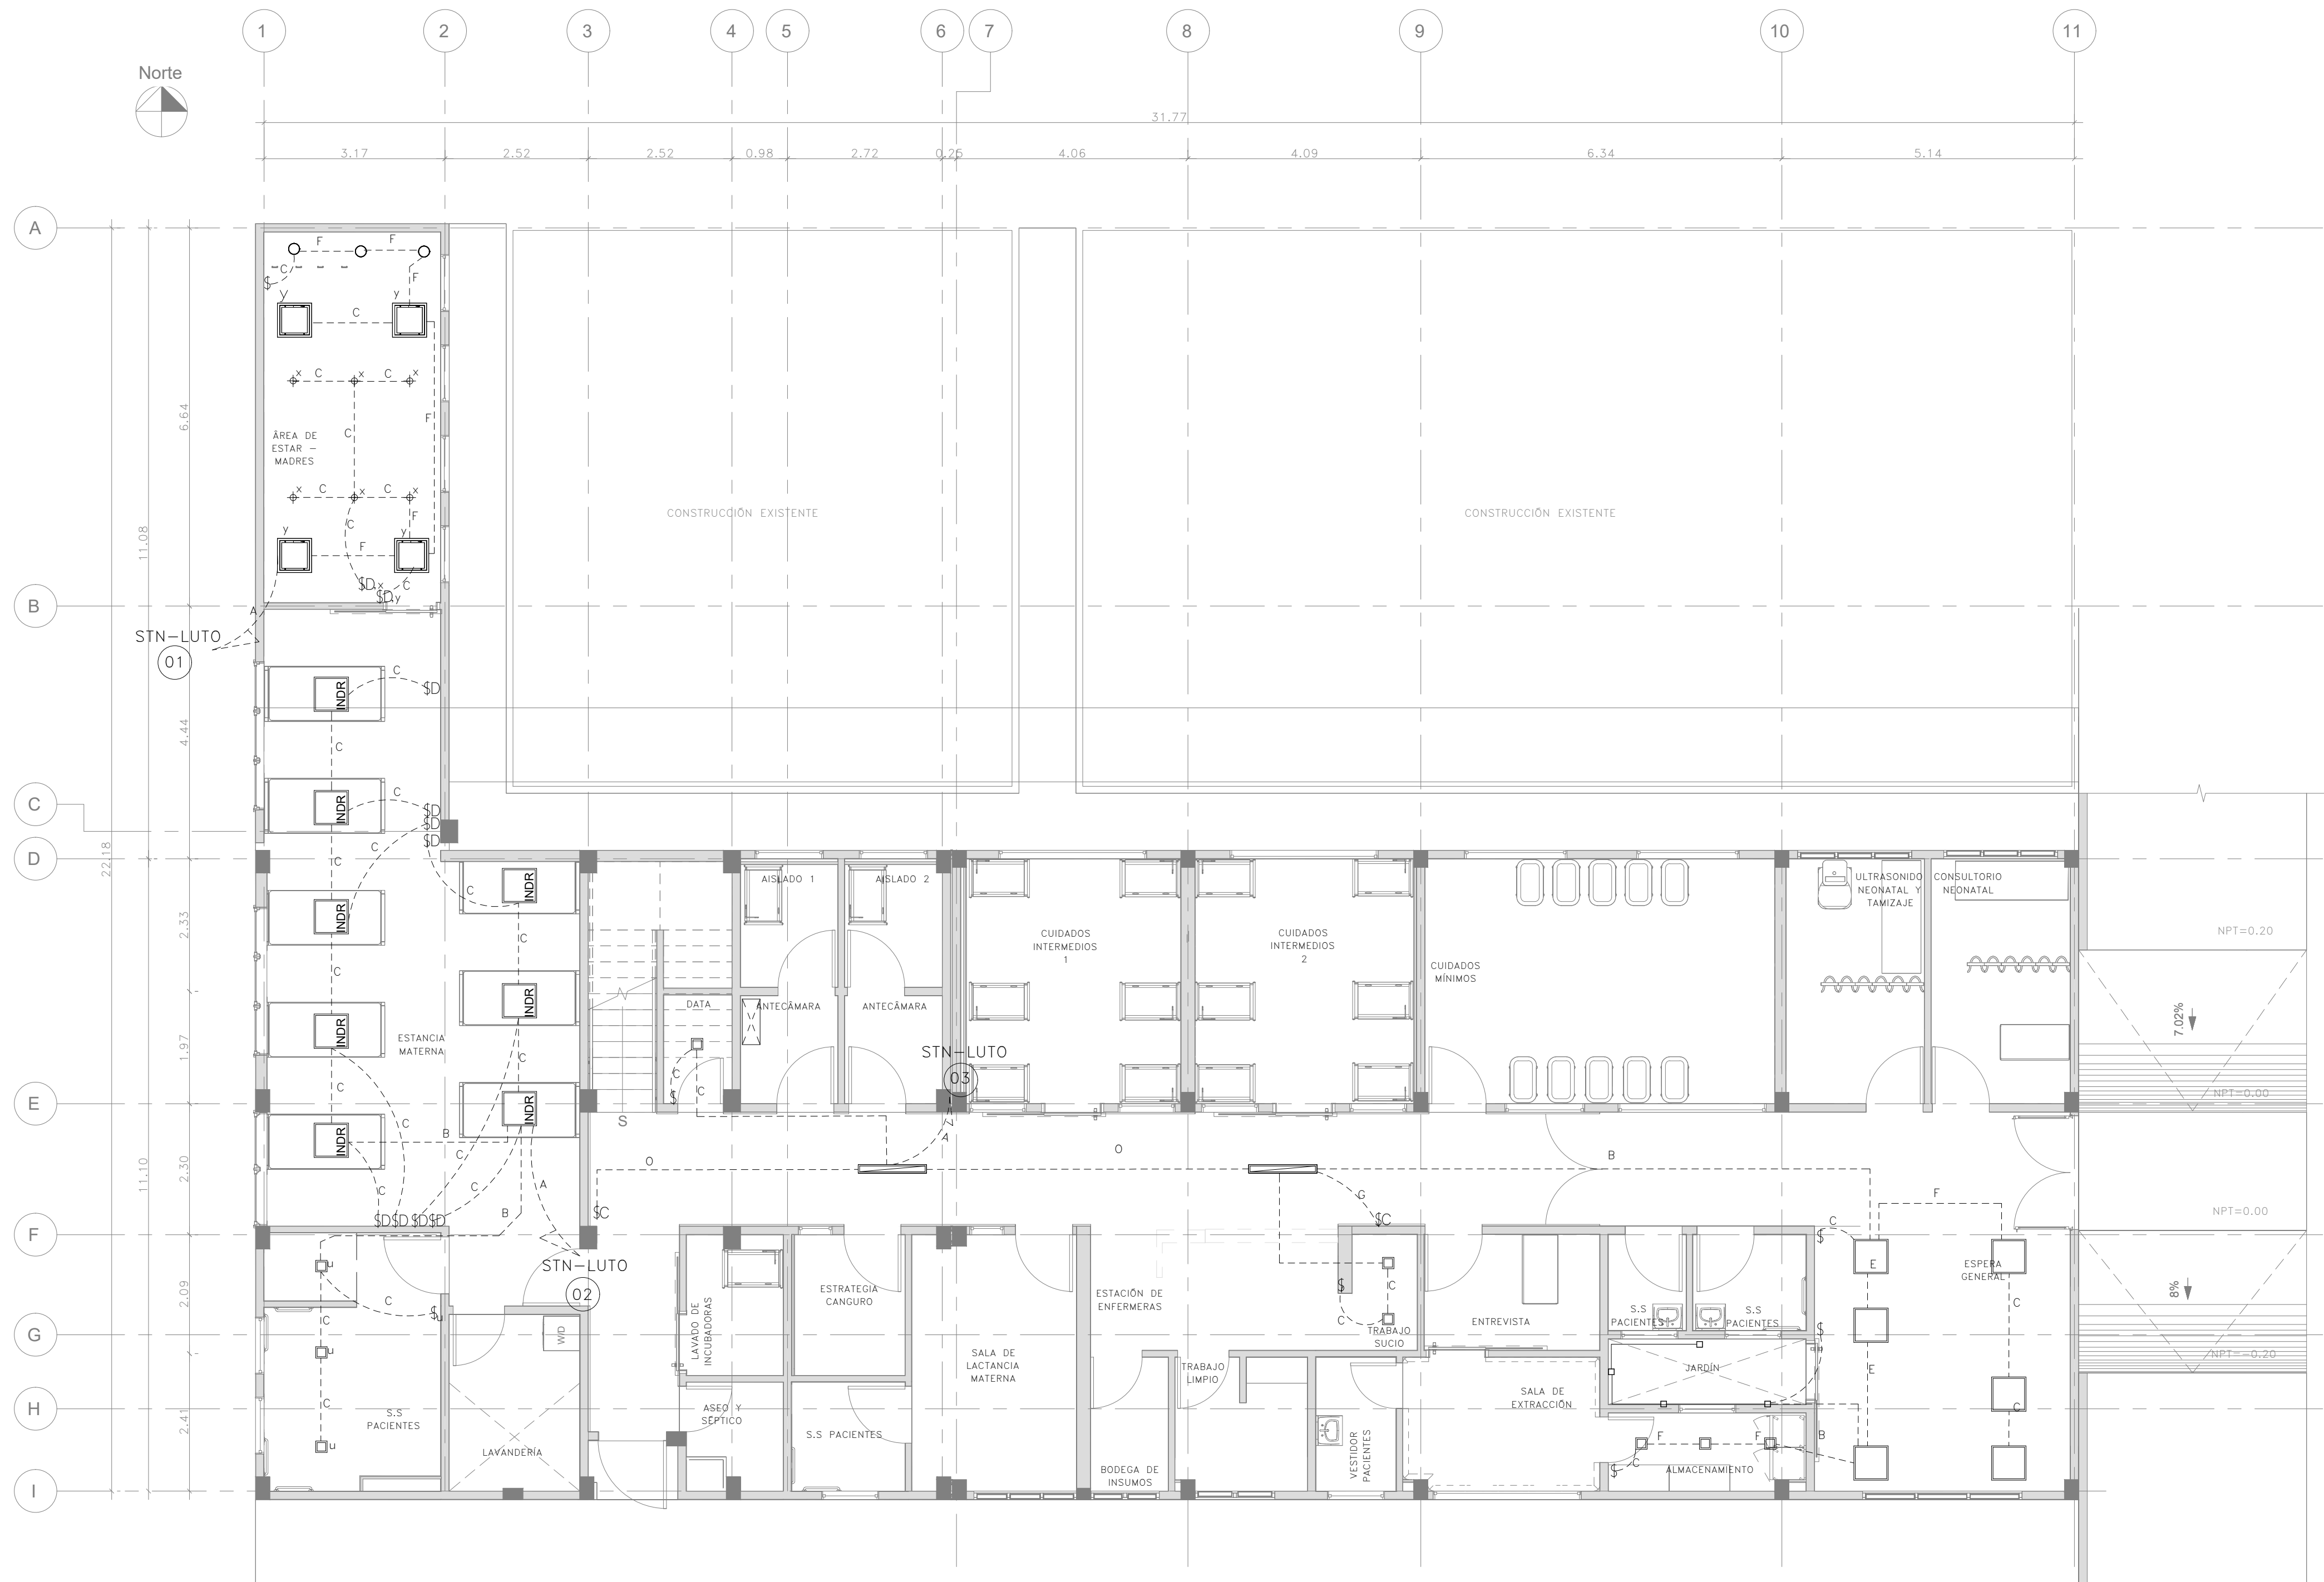 1 2 3 4 5 6 7 8 9 10 11
Norte
31.77
3.17 2.52 2.52 0.98 2.72 0.25 4.06 4.09 6.34 5.14
A
F F
C
$
F
y y
C
x C x C x
6.64
F
C
ÁREA DE
ESTAR –
MADRES
x C x C x
CONSTRUCCIÓN EXISTENTE
CONSTRUCCIÓN EXISTENTE
11.08
C F
y y
F
$D.x C
$D.y
B
A
STN-LUTO
01
C
INDR $D
4.44
C
C
C
INDR $D
$D
$D
22.18
D
C
C
INDR
C
INDR
2.33
C
C
AISLADO 1
AISLADO 2
ULTRASONIDO
NEONATAL Y
TAMIZAJE
CONSULTORIO
NEONATAL
CUIDADOS
INTERMEDIOS
1
CUIDADOS
INTERMEDIOS
2
CUIDADOS
MÍNIMOS
NPT=0.20
INDR
INDR
DATA
ANTECÁMARA
ANTECÁMARA
7.02%
1.97
ESTANCIA
MATERNA
C
C
STN-LUTO
03
C C
$
NPT=0.00
E
INDR
INDR
S
C
B
C
A
O
O
B
11.10
2.30
C
C
A
G
F
B
$D $D $D $D
$C
$C
C
$
NPT=0.00
F
u
STN-LUTO
02
C
$u
2.09
LAVADO DE
INCUBADORAS
ESTRATEGIA
CANGURO
ESTACIÓN DE
ENFERMERAS
$
C
C
TRABAJO
SUCIO
ENTREVISTA
S.S
PACIENTES
S.S
PACIENTES
E
ESPERA
GENERAL
C
8%
G
C
u
W/D
SALA DE
LACTANCIA
MATERNA
TRABAJO
LIMPIO
JARDÍN
$
E
NPT=-0.20
H
C
2.41
S.S
PACIENTES
u
LAVANDERÍA
ASEO Y
SÉPTICO
S.S PACIENTES
BODEGA DE
INSUMOS
VESTIDOR
PACIENTES
SALA DE
EXTRACCIÓN
F F
$ C
ALMACENAMIENTO
B
C
I